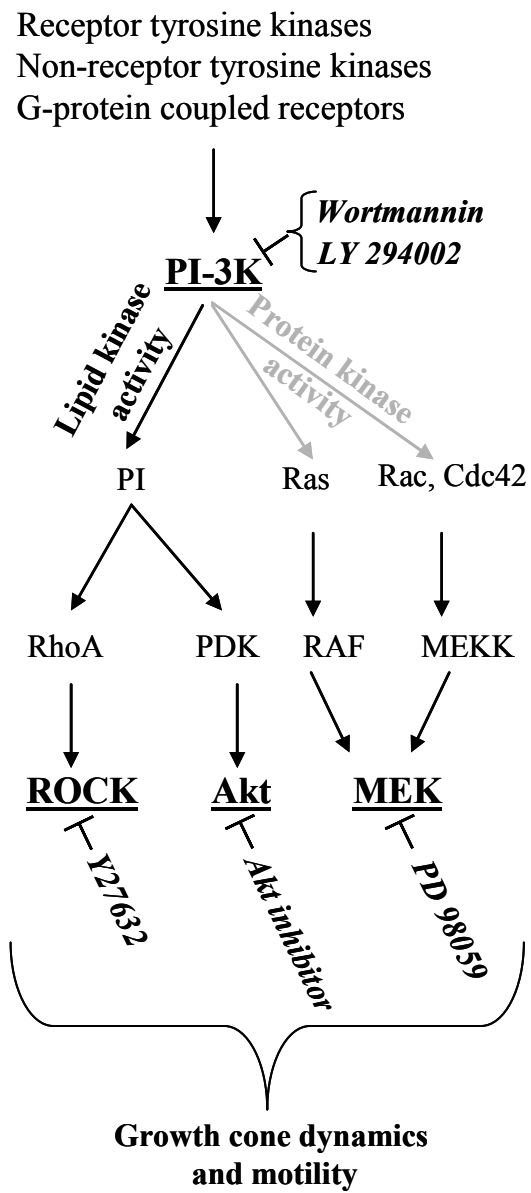 Receptor tyrosine kinases
Non-receptor tyrosine kinases
G-protein coupled receptors
Wortmannin
LY 294002
PI-3K
Lipid kinase
activity
Protein kinase
activity
PI
Ras
Rac, Cdc42
RhoA
PDK
RAF
MEKK
ROCK
Akt
MEK
Y27632
Akt inhibitor
PD 98059
Growth cone dynamics
and motility